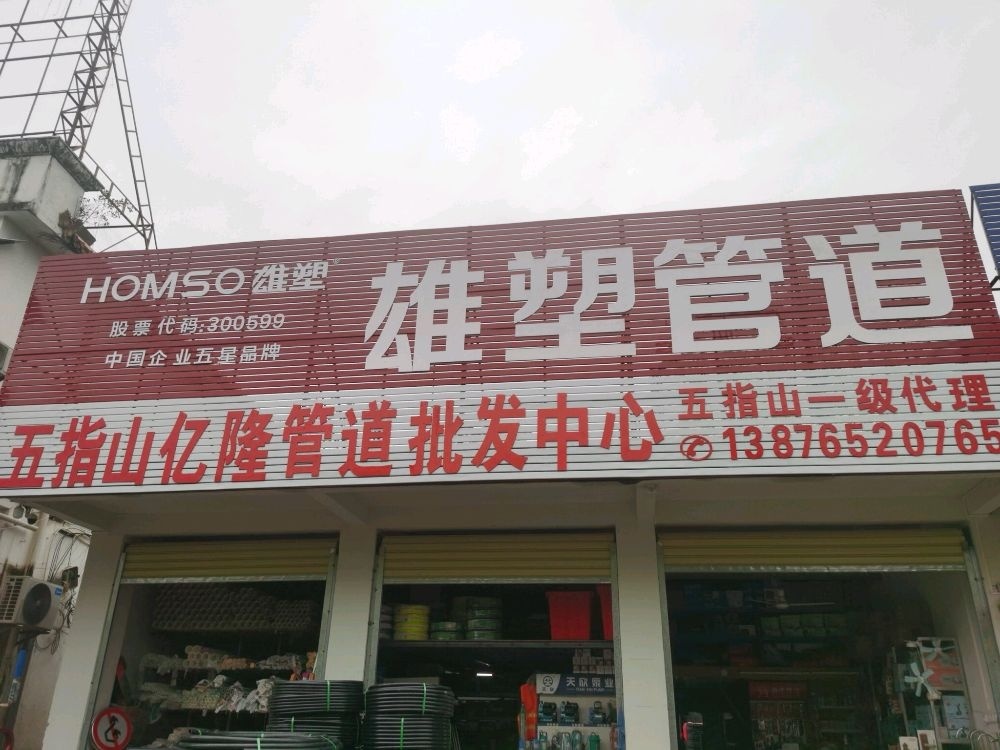 HOMSO雄塑®
股票代码:300599
中国企业五星品牌
雄塑管道
五指山亿隆管道批发中心
五指山一级代理
13876520765
天欣泵业